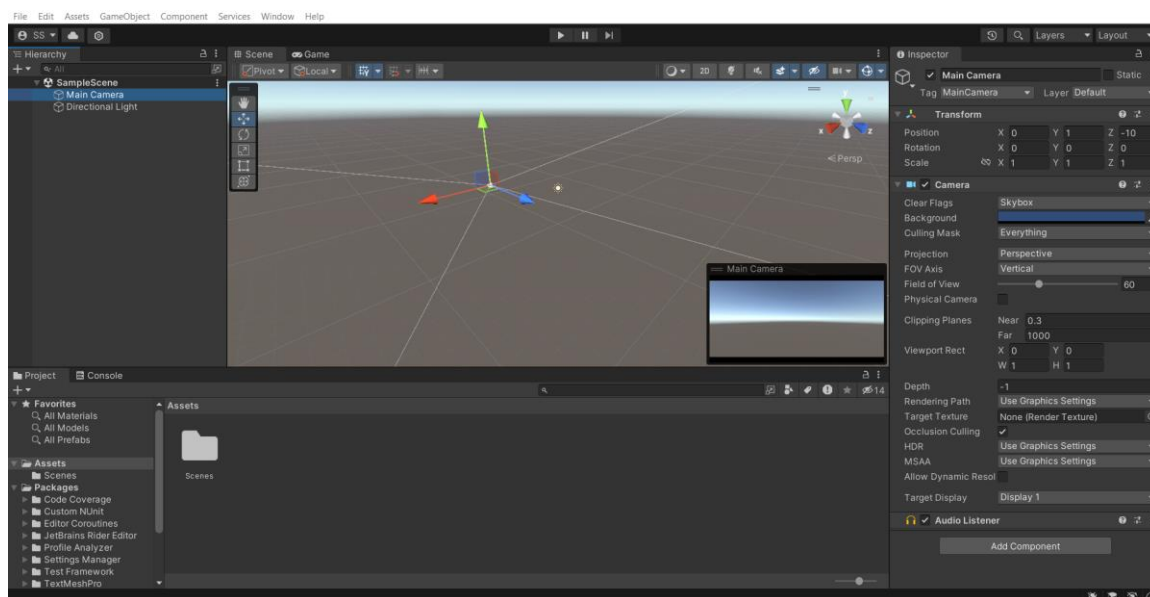 File Edit Assets GameObject Component Services Window Help
SS Layers Layout
Hierarchy
All
SampleScene
Main Camera
Directional Light
Scene Game
Pivot Local 2D
y
x z
Persp
Main Camera
Inspector
Main Camera Static
Tag MainCamera Layer Default
Transform
Position X 0 Y 1 Z -10
Rotation X 0 Y 0 Z 0
Scale X 1 Y 1 Z 1
Camera
Clear Flags Skybox
Background
Culling Mask Everything
Projection Perspective
FOV Axis Vertical
Field of View 60
Physical Camera
Clipping Planes Near 0.3
Far 1000
Viewport Rect X 0 Y 0
W 1 H 1
Depth -1
Rendering Path Use Graphics Settings
Target Texture None (Render Texture)
Occlusion Culling
HDR Use Graphics Settings
MSAA Use Graphics Settings
Allow Dynamic Resol
Target Display Display 1
Audio Listener
Add Component
Project Console
14
Favorites
All Materials
All Models
All Prefabs
Assets
Scenes
Packages
Code Coverage
Custom NUnit
Editor Coroutines
JetBrains Rider Editor
Profile Analyzer
Settings Manager
Test Framework
TextMeshPro
Assets
Scenes